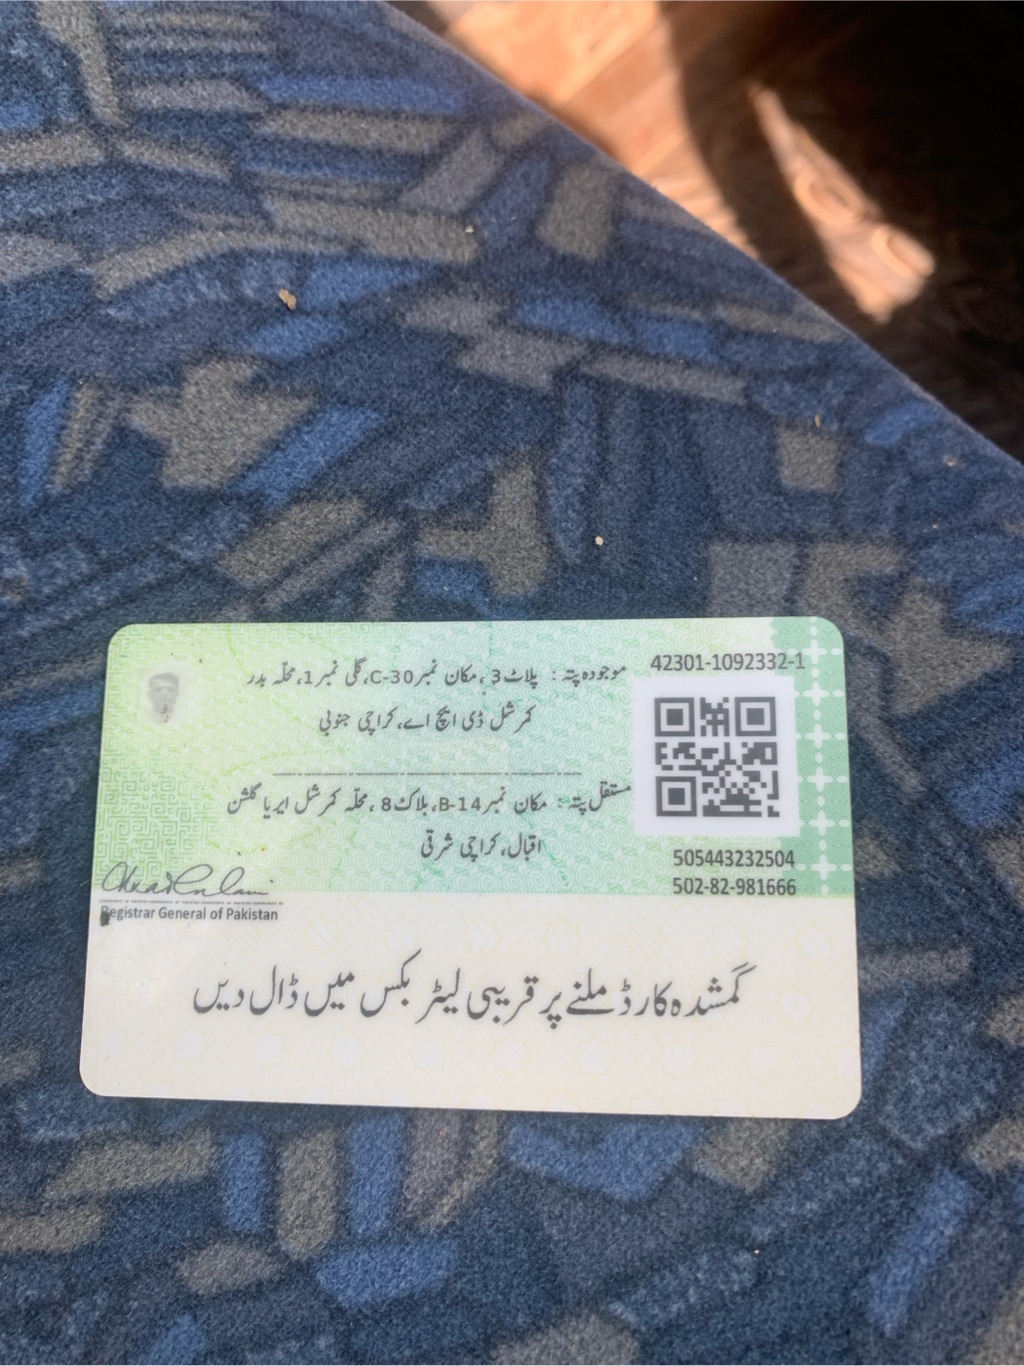 42301-1092332-1
موجودہ پتہ : پلاٹ 3، مکان نمبر C-30، گلی نمبر 1، محلّہ بدر
کمرشل ڈی ایچ اے، کراچی جنوبی
مستقل پتہ : مکان نمبر B-14، بلاک 8، محلّہ کمرشل ایریا گلشن
اقبال، کراچی شرقی
505443232504
502-82-981666
Registrar General of Pakistan
گمشدہ کارڈ ملنے پر قریبی لیٹر بکس میں ڈال دیں